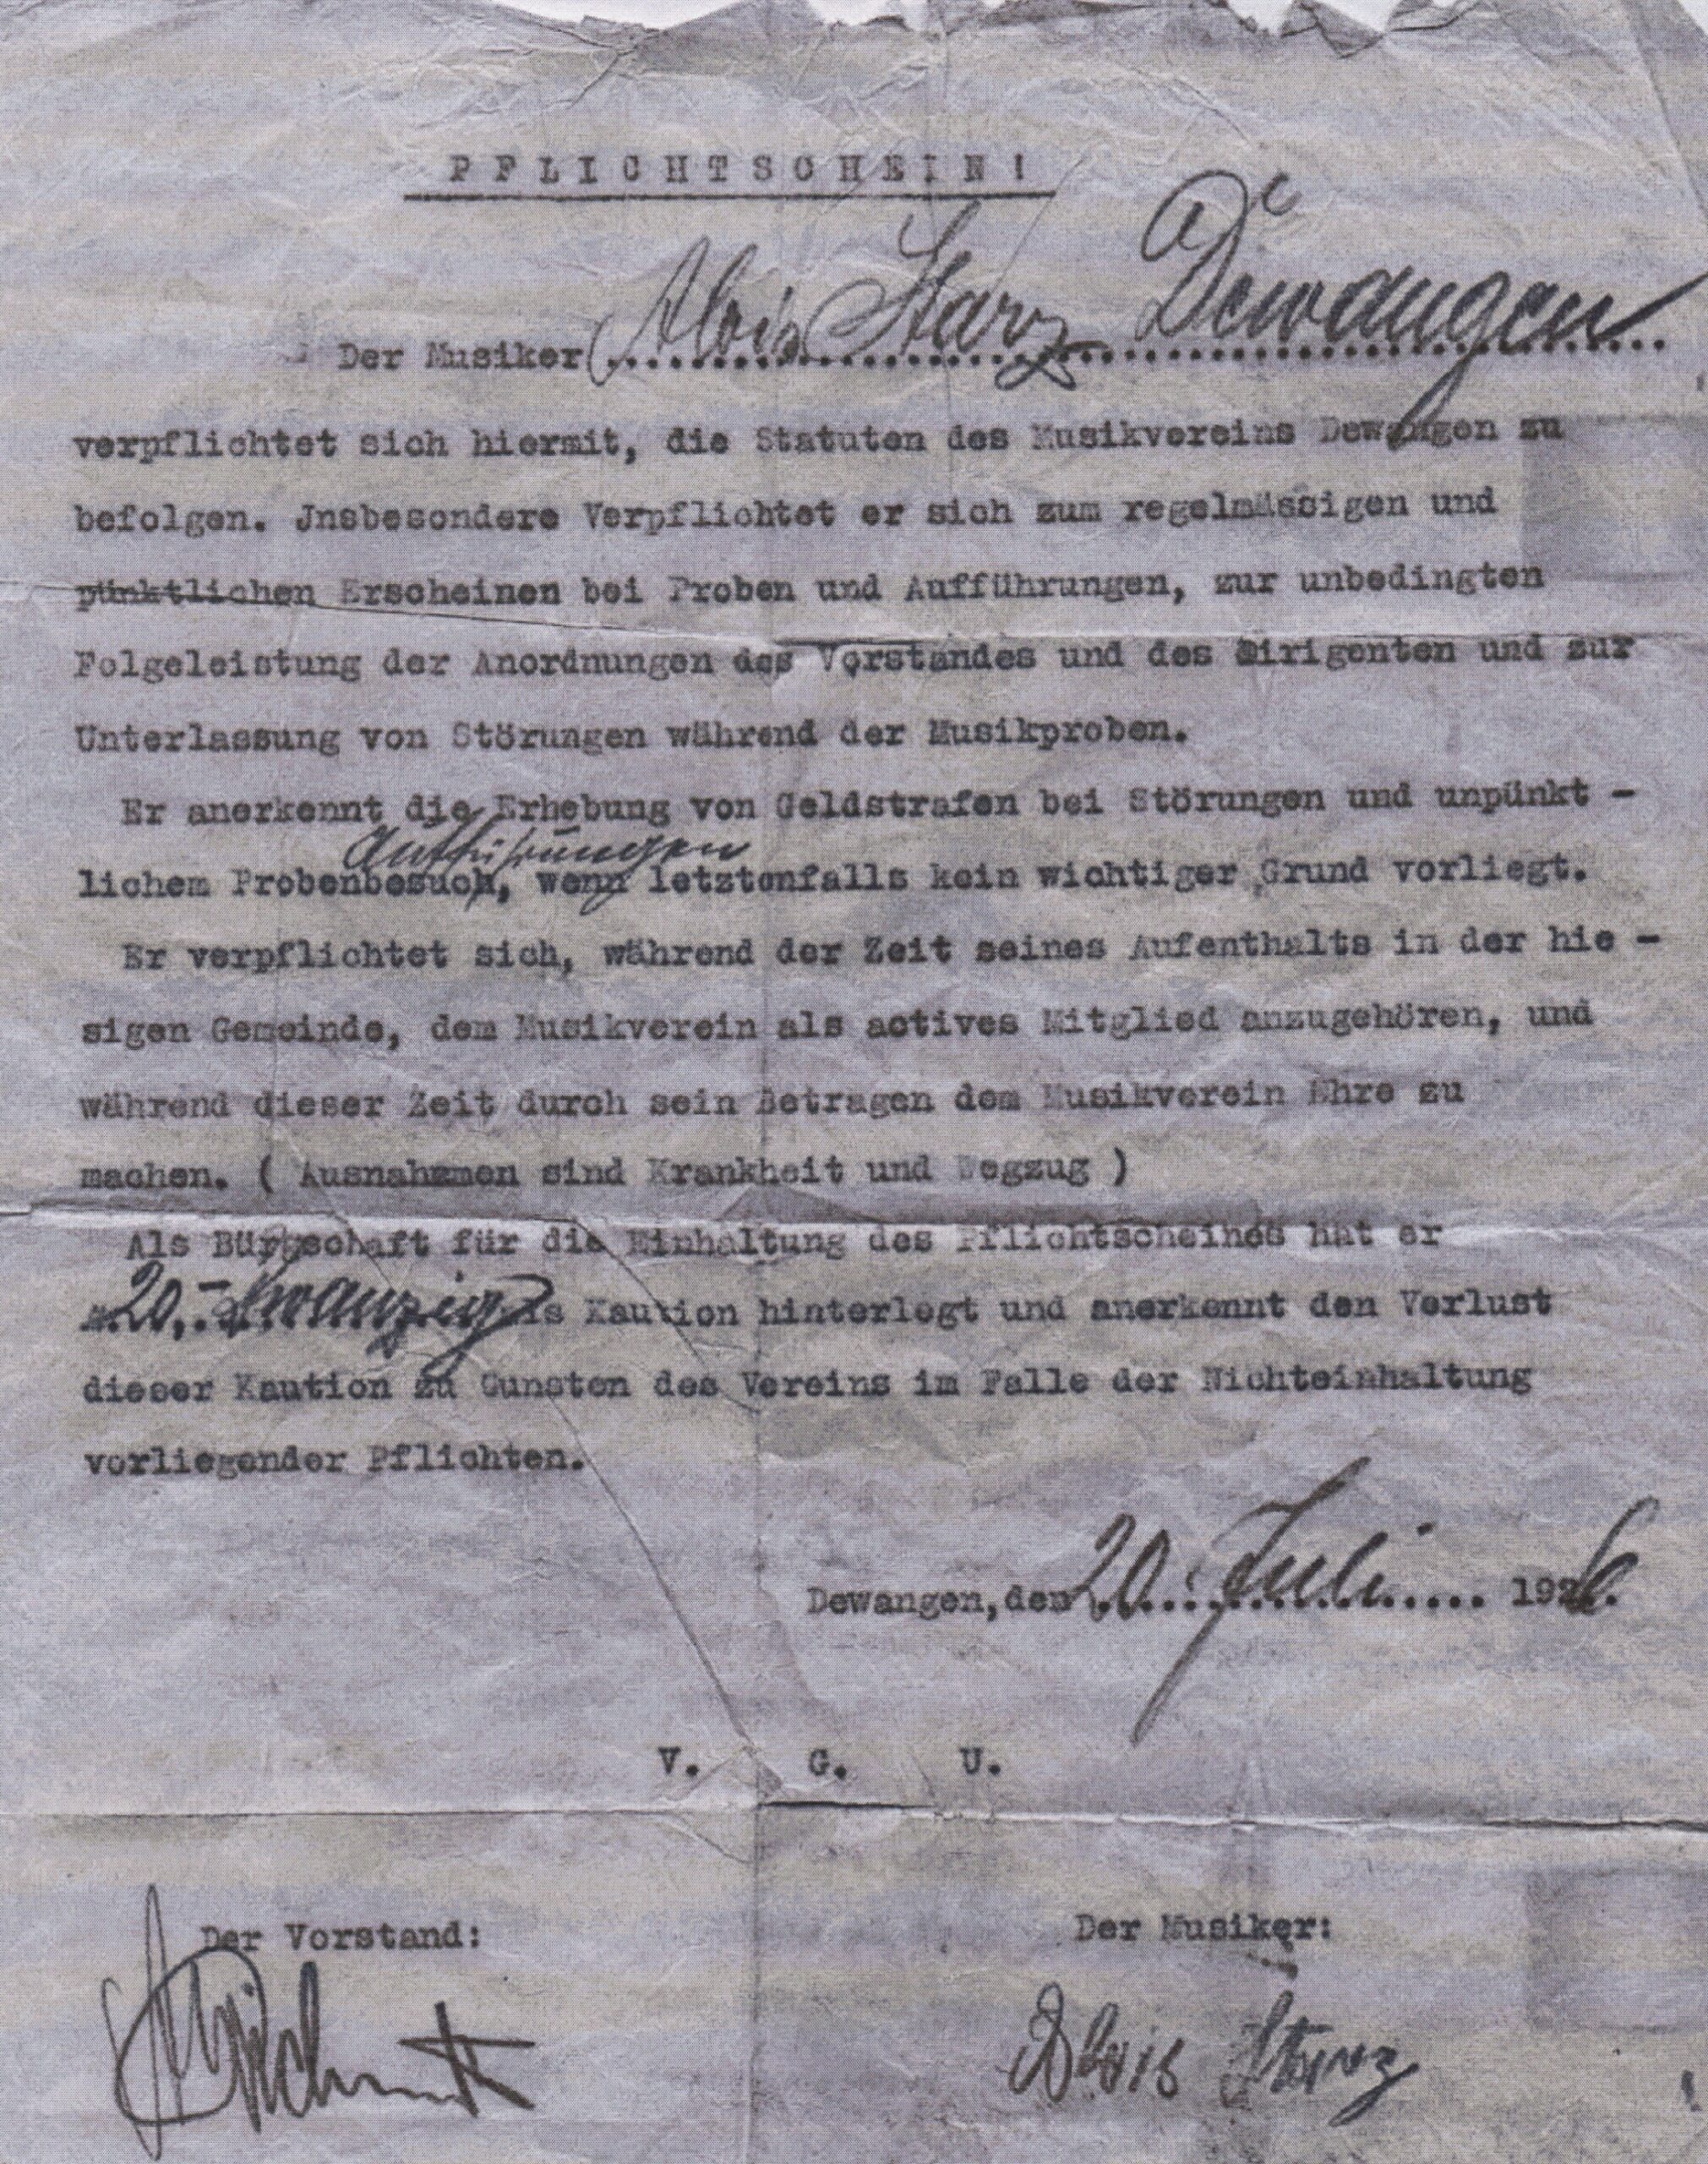 PFLICHTSCHEIN!
Der Musiker Alois Starz Dewangen
verpflichtet sich hiermit, die Statuten des Musikvereins Dewangen zu
befolgen. Jnsbesondere Verpflichtet er sich zum regelmässigen und
pünktlichen Erscheinen bei Proben und Aufführungen, zur unbedingten
Folgeleistung der Anordnungen des Vorstandes und des Dirigenten und zur
Unterlassung von Störungen während der Musikproben.
Er anerkennt die Erhebung von Geldstrafen bei Störungen und unpünkt -
Aufführungen
lichem Probenbesuch, wenn letztenfalls kein wichtiger Grund vorliegt.
Er verpflichtet sich, während der Zeit seines Aufenthalts in der hie -
sigen Gemeinde, dem Musikverein als actives Mitglied anzugehören, und
während dieser Zeit durch sein Betragen dem Musikverein Ehre zu
machen. ( Ausnahmen sind Krankheit und Wegzug )
Als Bürgschaft für die Einhaltung des Pflichtscheines hat er
20,- Zwanzig als Kaution hinterlegt und anerkennt den Verlust
dieser Kaution zu Gunsten des Vereins im Falle der Nichteinhaltung
vorliegender Pflichten.
Dewangen, den 20. Juli 1926.
V. G. U.
Der Vorstand:
Der Musiker:
Alois Starz